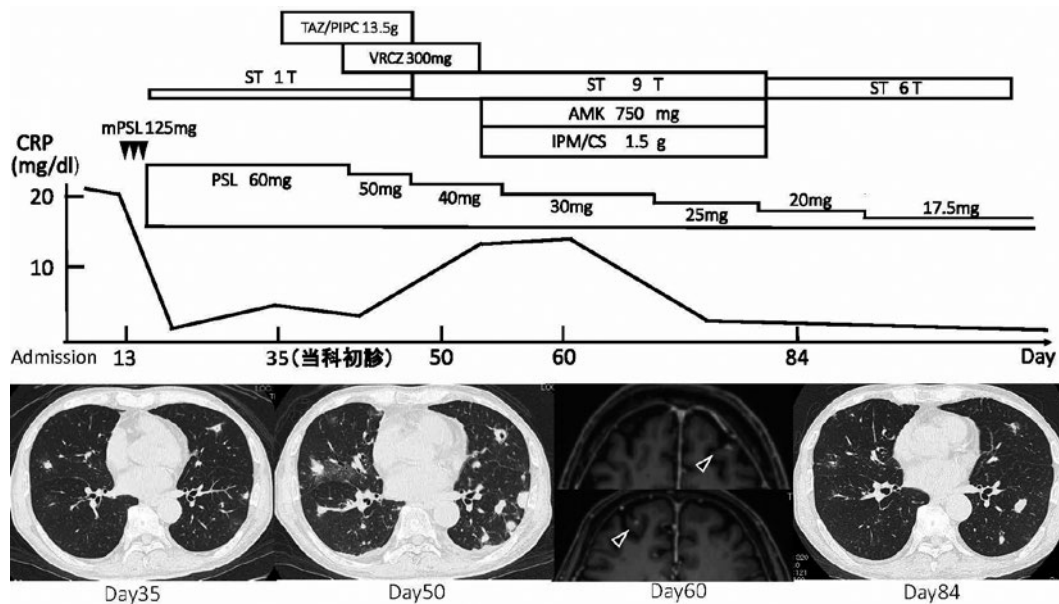 TAZ/PIPC 13.5g
VRCZ 300mg
ST 1 T
ST 9 T
ST 6 T
AMK 750 mg
IPM/CS 1.5 g
mPSL 125mg
CRP
(mg/dl)
PSL 60mg
50mg
40mg
30mg
25mg
20mg
17.5mg
20
10
Admission 13 35(当科初診) 50 60 84 Day
Day35 Day50 Day60 Day84